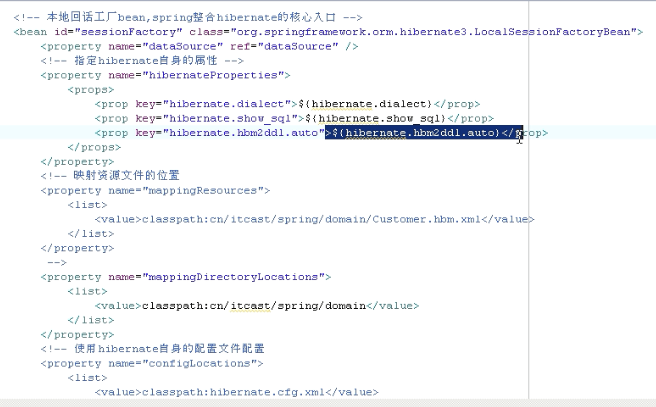 <!-- 本地回话工厂bean,spring整合hibernate的核心入口 -->
<bean id="sessionFactory" class="org.springframework.orm.hibernate3.LocalSessionFactoryBean">
<property name="dataSource" ref="dataSource" />
<!-- 指定hibernate自身的属性 -->
<property name="hibernateProperties">
<props>
<prop key="hibernate.dialect">${hibernate.dialect}</prop>
<prop key="hibernate.show_sql">${hibernate.show_sql}</prop>
<prop key="hibernate.hbm2ddl.auto">${hibernate.hbm2ddl.auto}</prop>
</props>
</property>
<!-- 映射资源文件的位置
<property name="mappingResources">
<list>
<value>classpath:cn/itcast/spring/domain/Customer.hbm.xml</value>
</list>
</property>
-->
<property name="mappingDirectoryLocations">
<list>
<value>classpath:cn/itcast/spring/domain</value>
</list>
</property>
<!-- 使用hibernate自身的配置文件配置
<property name="configLocations">
<list>
<value>classpath:hibernate.cfg.xml</value>